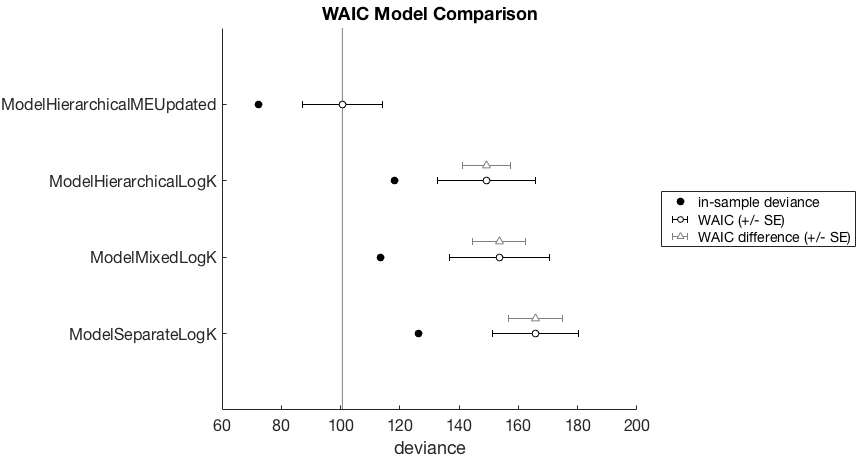 WAIC Model Comparison
ModelHierarchicalMEUpdated
ModelHierarchicalLogK
ModelMixedLogK
ModelSeparateLogK
60 80 100 120 140 160 180 200
deviance
in-sample deviance
WAIC (+/- SE)
WAIC difference (+/- SE)